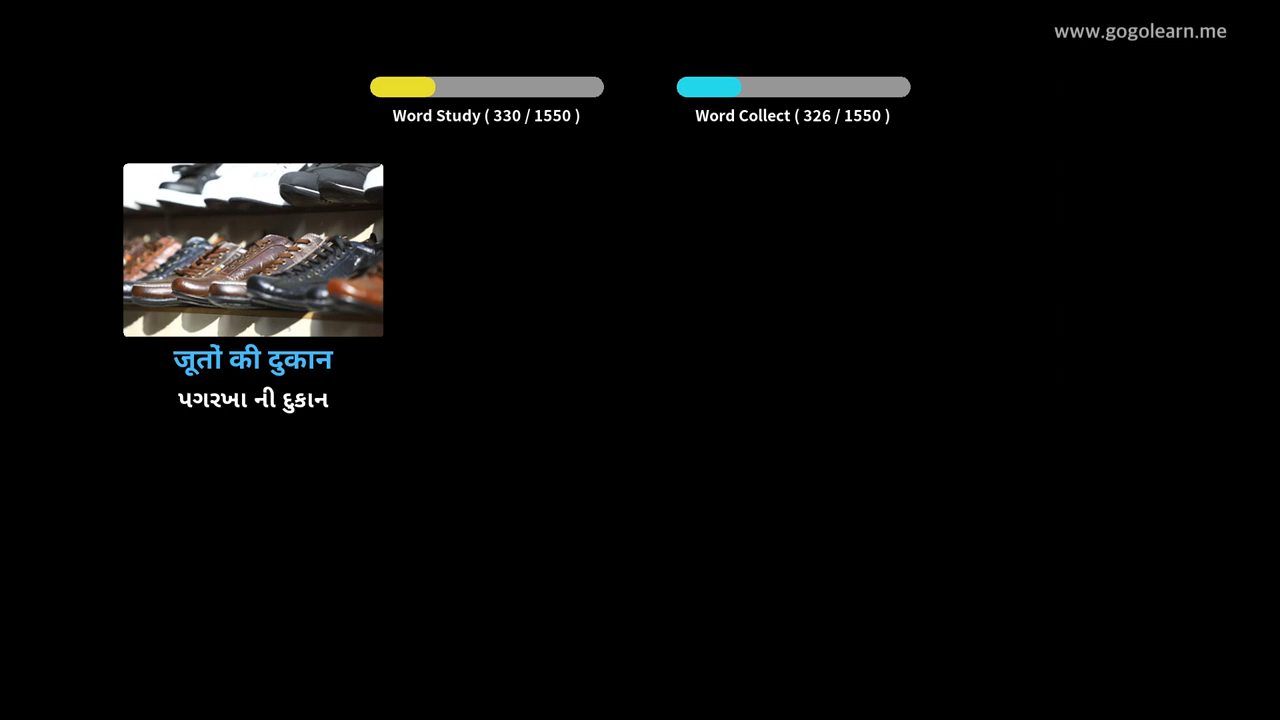 www.gogolearn.me
Word Study ( 330 / 1550 )
Word Collect ( 326 / 1550 )
जूतों की दुकान
પગરખા ની દુકાન